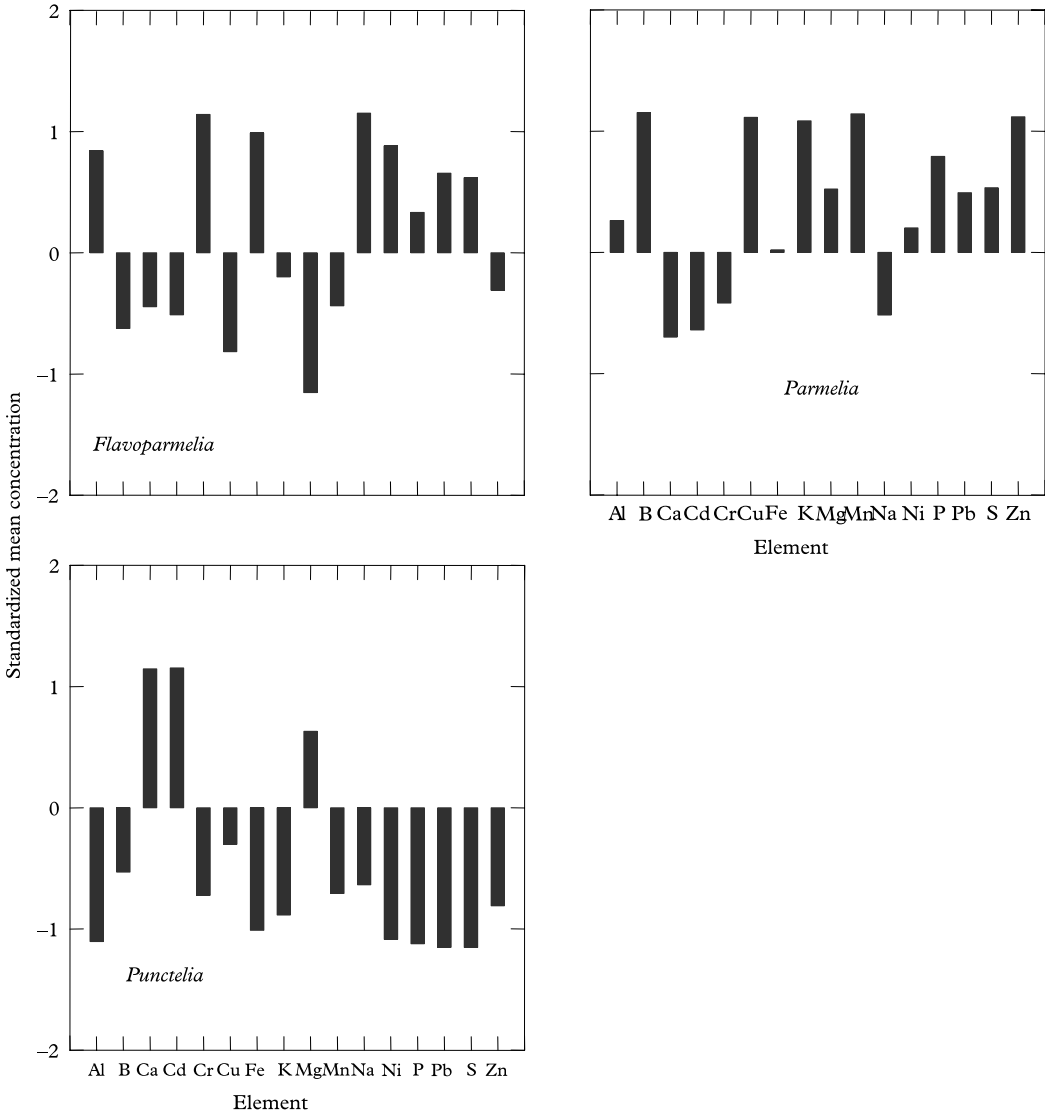 Standardized mean concentration
2
1
0
−1
−2
Flavoparmelia
Parmelia
Al B Ca Cd Cr Cu Fe K Mg Mn Na Ni P Pb S Zn
Element
2
1
0
−1
−2
Punctelia
Al B Ca Cd Cr Cu Fe K Mg Mn Na Ni P Pb S Zn
Element